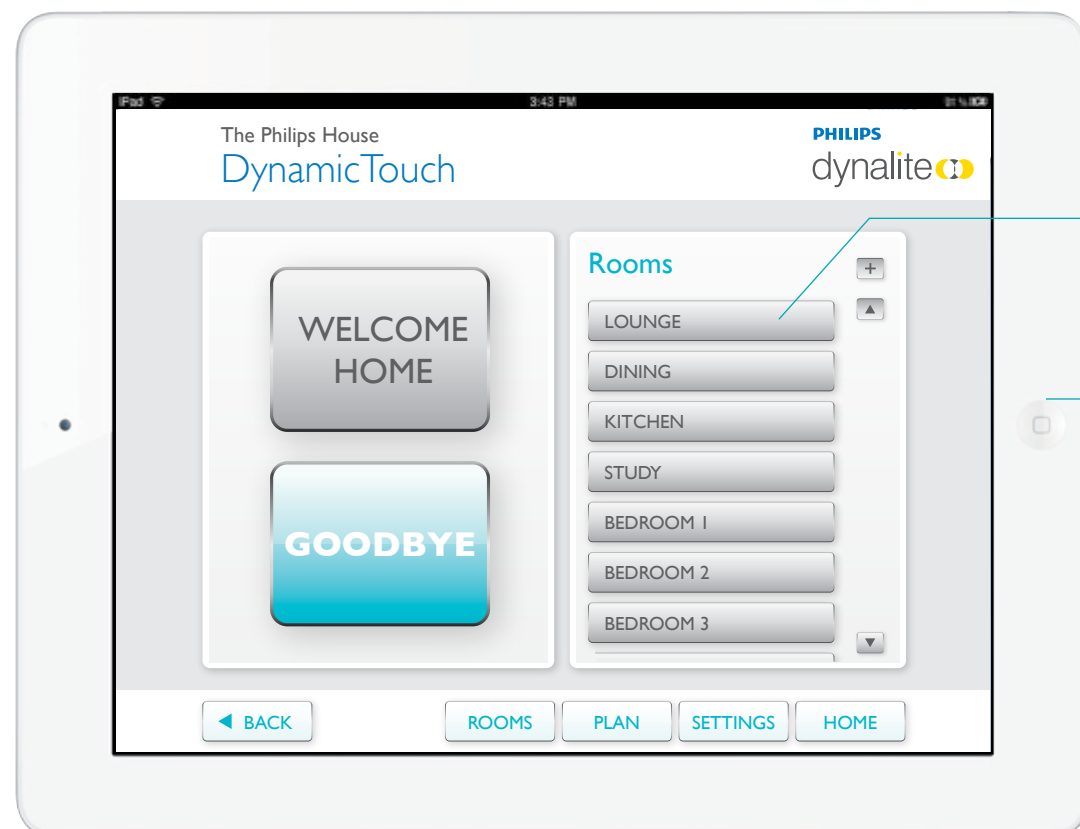 iPad
3:43 PM
The Philips House
DynamicTouch
PHILIPS
dynalite
WELCOME
HOME
GOODBYE
Rooms
+
LOUNGE
DINING
KITCHEN
STUDY
BEDROOM 1
BEDROOM 2
BEDROOM 3
BACK
ROOMS
PLAN
SETTINGS
HOME